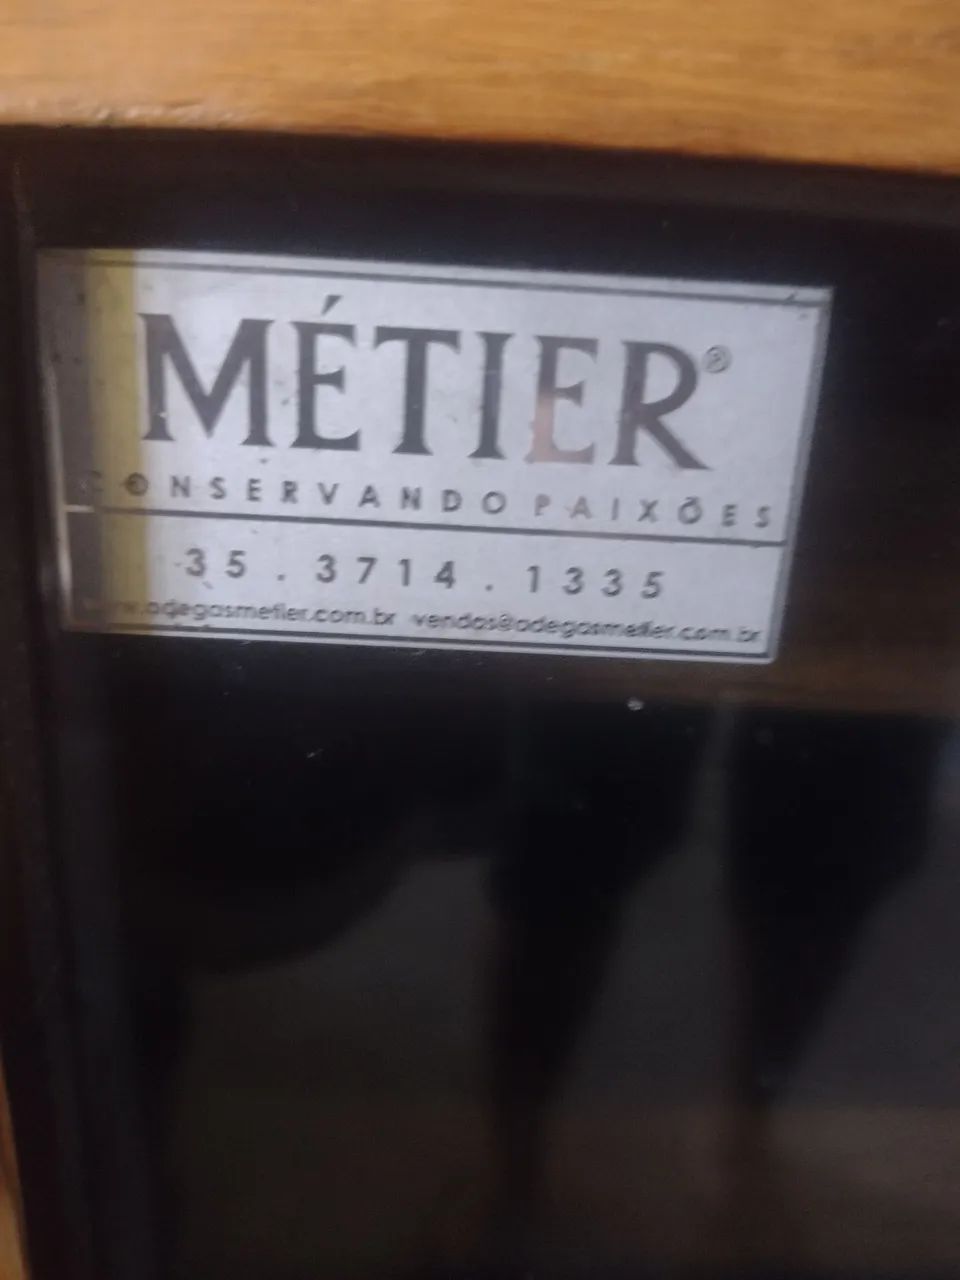 MÉTIER®
CONSERVANDO PAIXÕES
35.3714.1335
www.adegasmetier.com.br vendas@adegasmetier.com.br